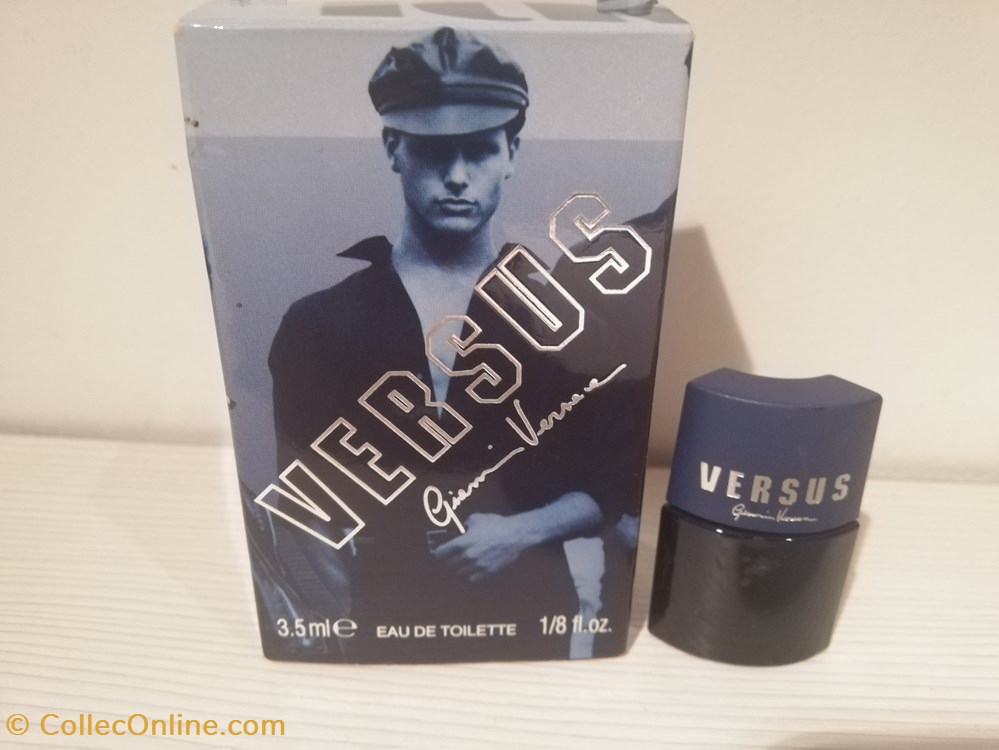 VERSUS
Gianni Versace
3.5ml e EAU DE TOILETTE 1/8 fl.oz.
VERSUS
Gianni Versace
© CollecOnline.com